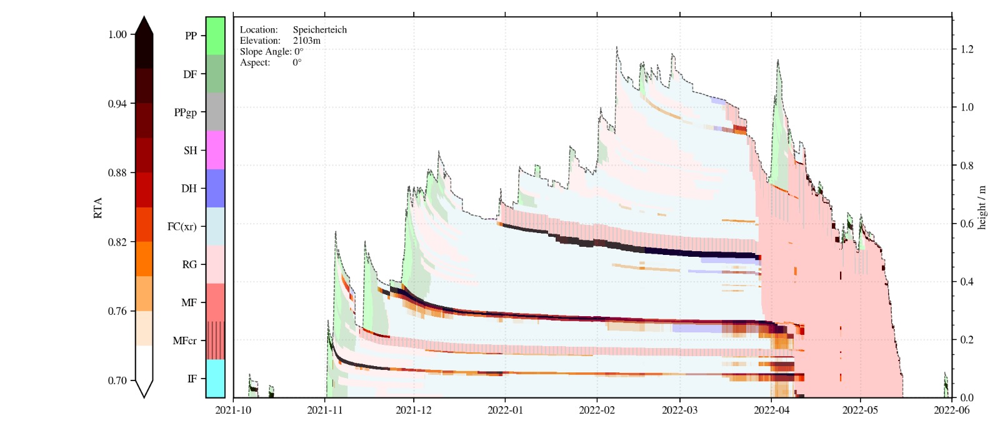 Location: Speicherteich
Elevation: 2103m
Slope Angle: 0°
Aspect: 0°
RTA
1.00
0.94
0.88
0.82
0.76
0.70
PP
DF
PPgp
SH
DH
FC(xr)
RG
MF
MFcr
IF
1.2
1.0
0.8
0.6
0.4
0.2
0.0
height / m
2021-10
2021-11
2021-12
2022-01
2022-02
2022-03
2022-04
2022-05
2022-06